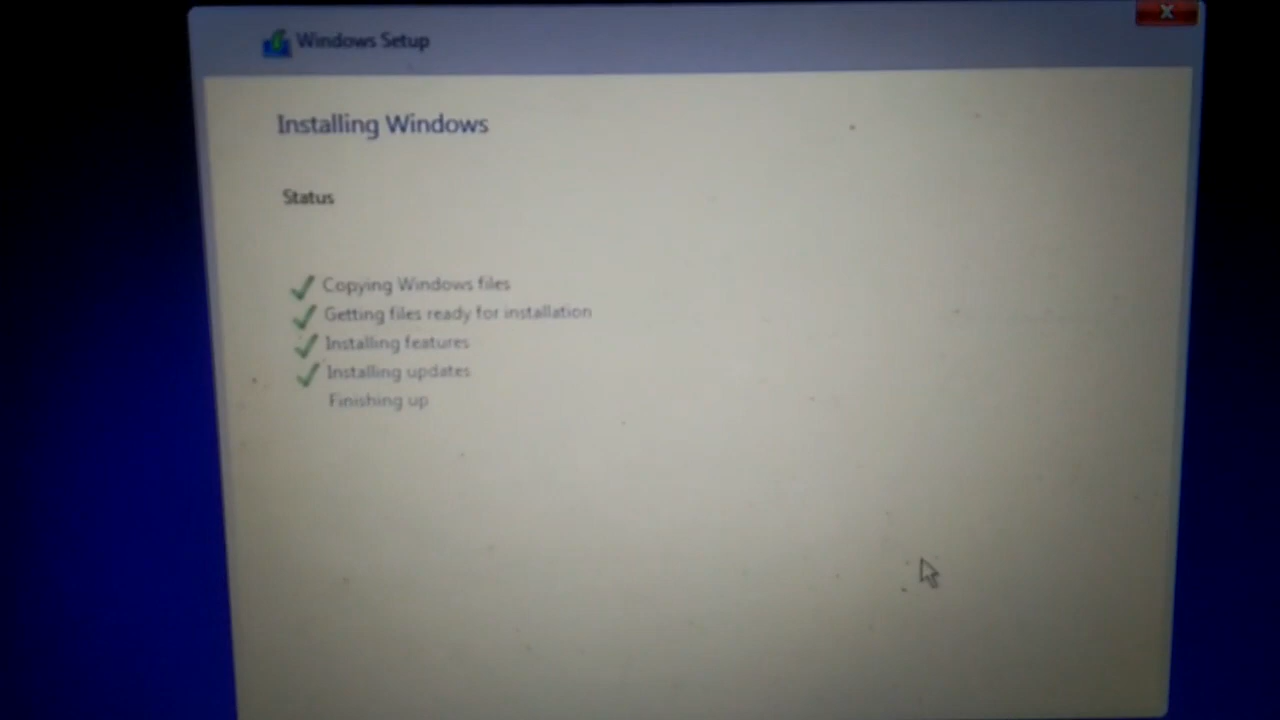 Windows Setup
Installing Windows
Status
Copying Windows files
Getting files ready for installation
Installing features
Installing updates
Finishing up